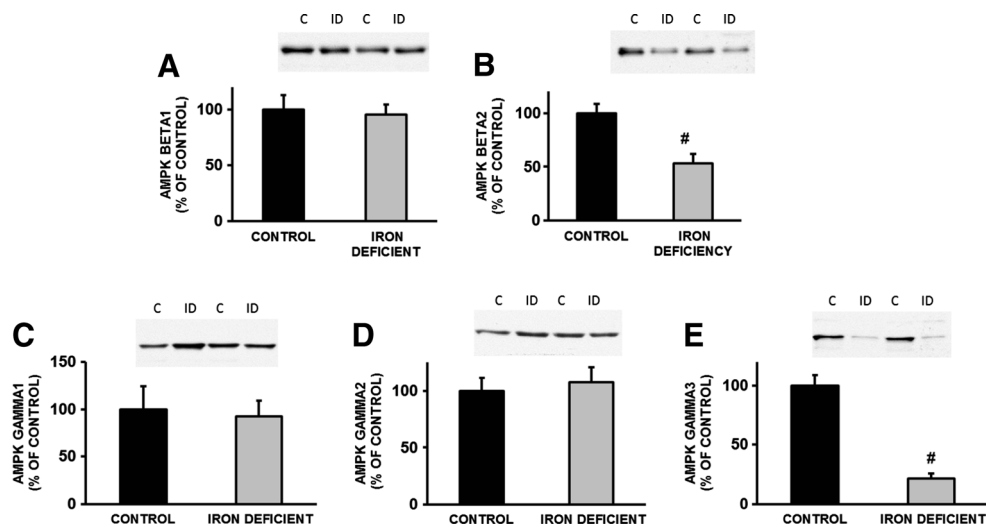 C ID C ID
A
AMPK BETA1
(% OF CONTROL)
100
50
0
CONTROL IRON
DEFICIENT
C ID C ID
B
AMPK BETA2
(% OF CONTROL)
100
50
0
#
CONTROL IRON
DEFICIENCY
C ID C ID
C
AMPK GAMMA1
(% OF CONTROL)
150
100
50
0
CONTROL IRON DEFICIENT
C ID C ID
D
AMPK GAMMA2
(% OF CONTROL)
100
50
0
CONTROL IRON DEFICIENT
C ID C ID
E
AMPK GAMMA3
(% OF CONTROL)
100
50
0
#
CONTROL IRON DEFICIENT